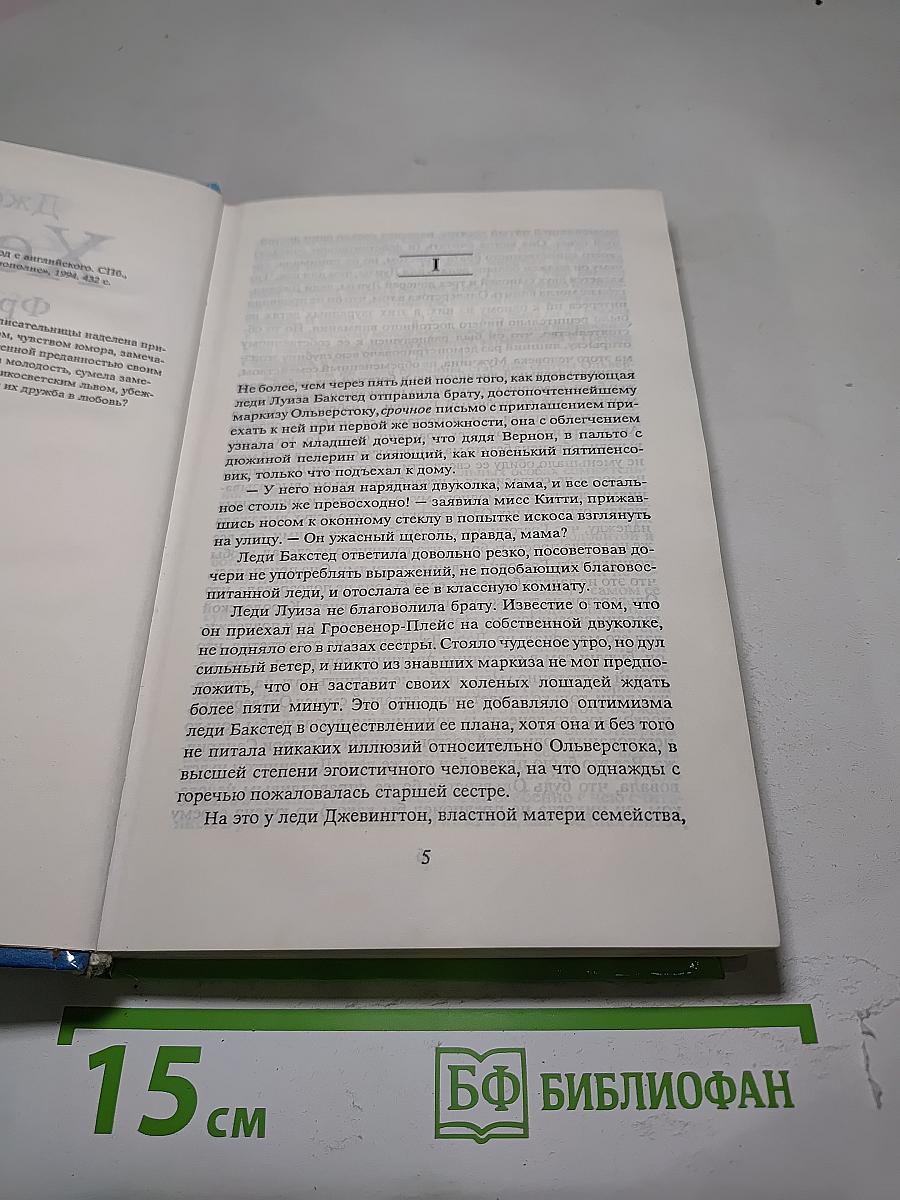 од с английского. СПб.,
ополис», 1994, 432 с.
писательницы наделена при-
ом, чувством юмора, замеча-
енной преданностью своим
молодость, сумела заме-
икосветским львом, убеж-
их дружба в любовь?
I
Не более, чем через пять дней после того, как вдовствующая
леди Луиза Бакстед отправила брату, достопочтеннейшему
маркизу Ольверстоку, срочное письмо с приглашением при-
ехать к ней при первой же возможности, она с облегчением
узнала от младшей дочери, что дядя Вернон, в пальто с
дюжиной пелерин и сияющий, как новенький пятипенсо-
вик, только что подъехал к дому.
— У него новая нарядная двуколка, мама, и все осталь-
ное столь же превосходно! — заявила мисс Китти, прижав-
шись носом к оконному стеклу в попытке искоса взглянуть
на улицу. — Он ужасный щеголь, правда, мама?
Леди Бакстед ответила довольно резко, посоветовав до-
чери не употреблять выражений, не подобающих благовос-
питанной леди, и отослала ее в классную комнату.
Леди Луиза не благоволила брату. Известие о том, что
он приехал на Гросвенор-Плейс на собственной двуколке,
не подняло его в глазах сестры. Стояло чудесное утро, но дул
сильный ветер, и никто из знавших маркиза не мог предпо-
ложить, что он заставит своих холеных лошадей ждать
более пяти минут. Это отнюдь не добавляло оптимизма
леди Бакстед в осуществлении ее плана, хотя она и без того
не питала никаких иллюзий относительно Ольверстока, в
высшей степени эгоистичного человека, на что однажды с
горечью пожаловалась старшей сестре.
На это у леди Джевингтон, властной матери семейства,
5
15 см
БФ БИБЛИОФАН